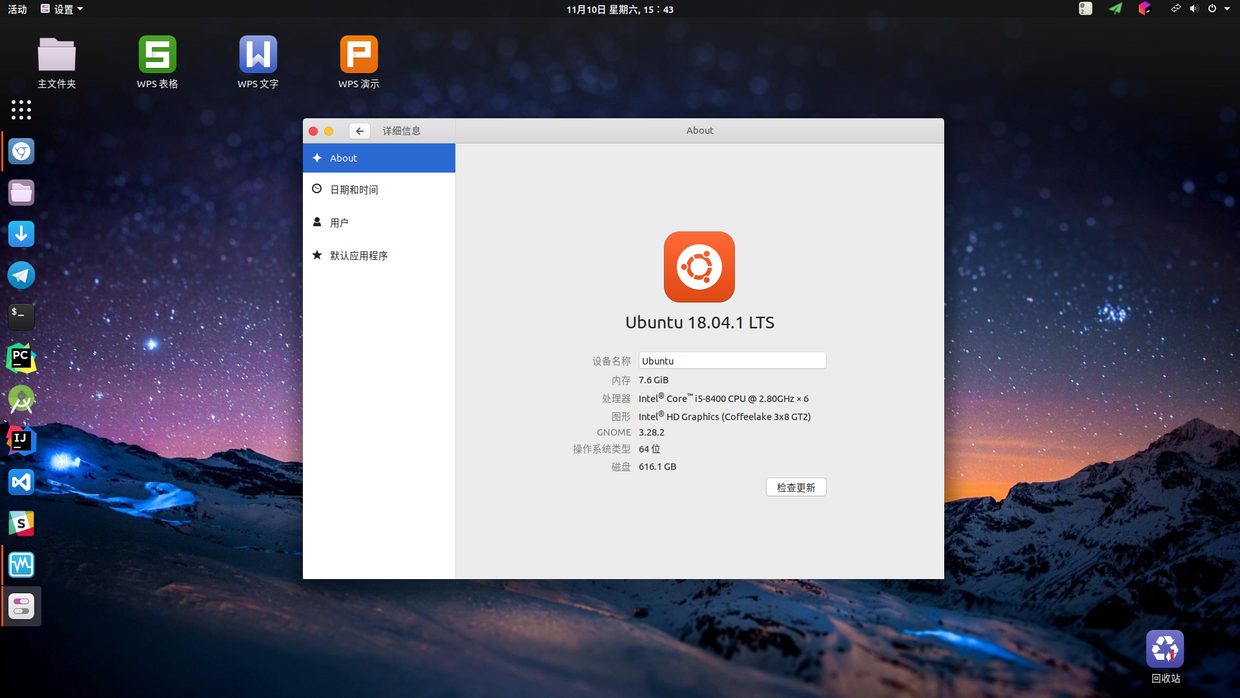 活动 设置 11月10日 星期六, 15：43
主文件夹 WPS 表格 WPS 文字 WPS 演示
详细信息 About
About
日期和时间
用户
默认应用程序
Ubuntu 18.04.1 LTS
设备名称 Ubuntu
内存 7.6 GiB
处理器 Intel® Core™ i5-8400 CPU @ 2.80GHz × 6
图形 Intel® HD Graphics (Coffeelake 3x8 GT2)
GNOME 3.28.2
操作系统类型 64 位
磁盘 616.1 GB
检查更新
$_
PC
IJ
S
回收站